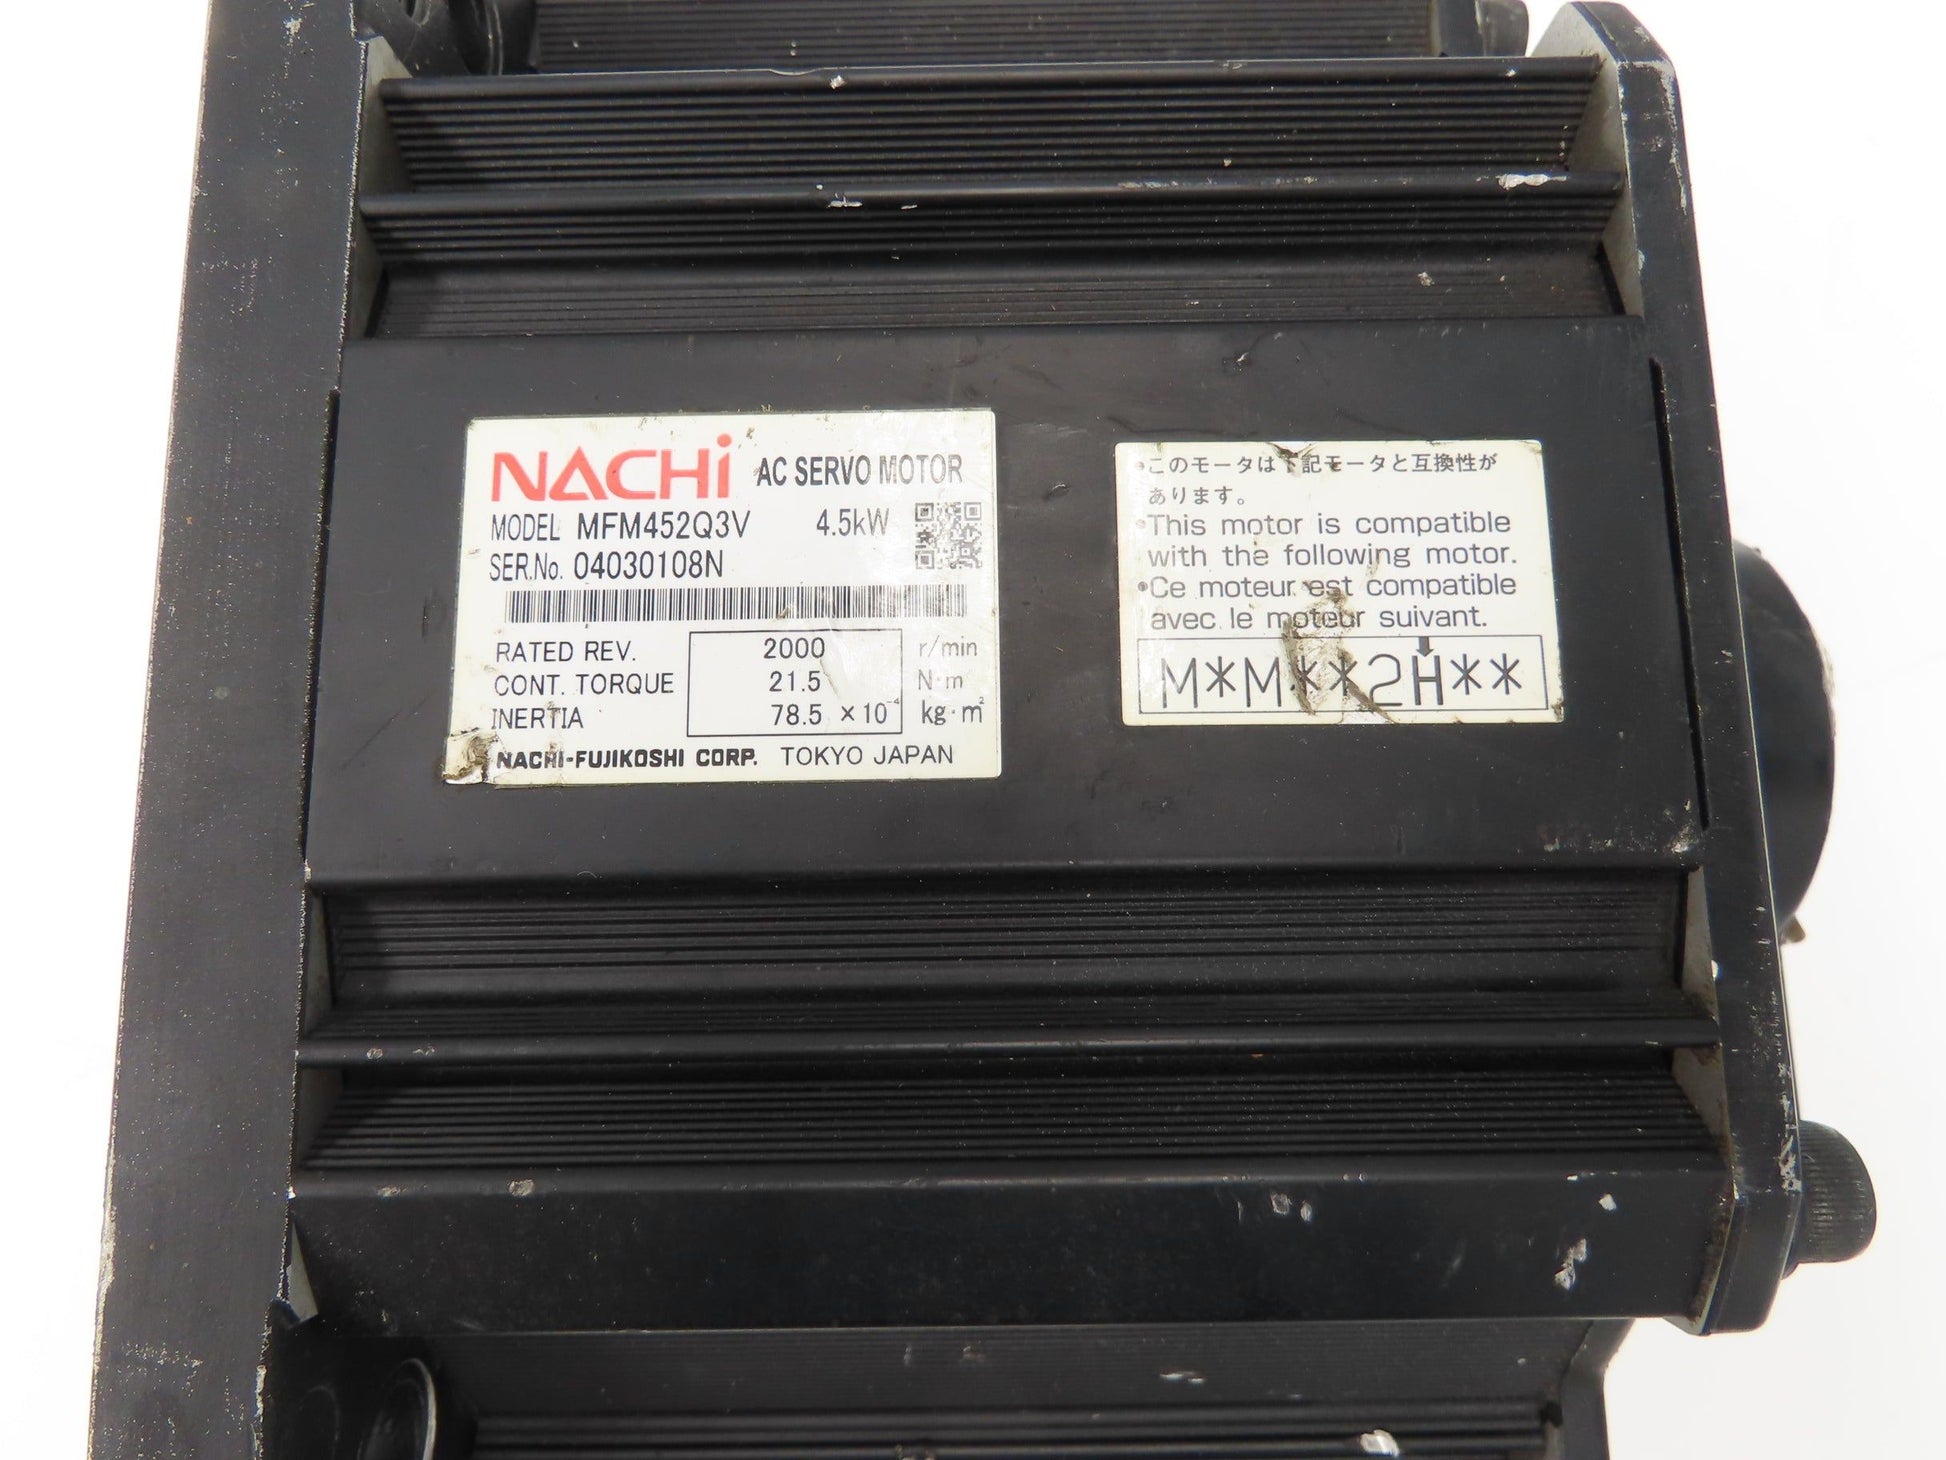 NACHi AC SERVO MOTOR
MODEL MFM452Q3V 4.5kW
SER.No. 04030108N
RATED REV. 2000 r/min
CONT. TORQUE 21.5 N·m
INERTIA 78.5 ×10⁻⁴ kg·m²
NACHI-FUJIKOSHI CORP. TOKYO JAPAN
•このモータは下記モータと互換性が
あります。
•This motor is compatible
with the following motor.
•Ce moteur est compatible
avec le moteur suivant.
M*M**2H**